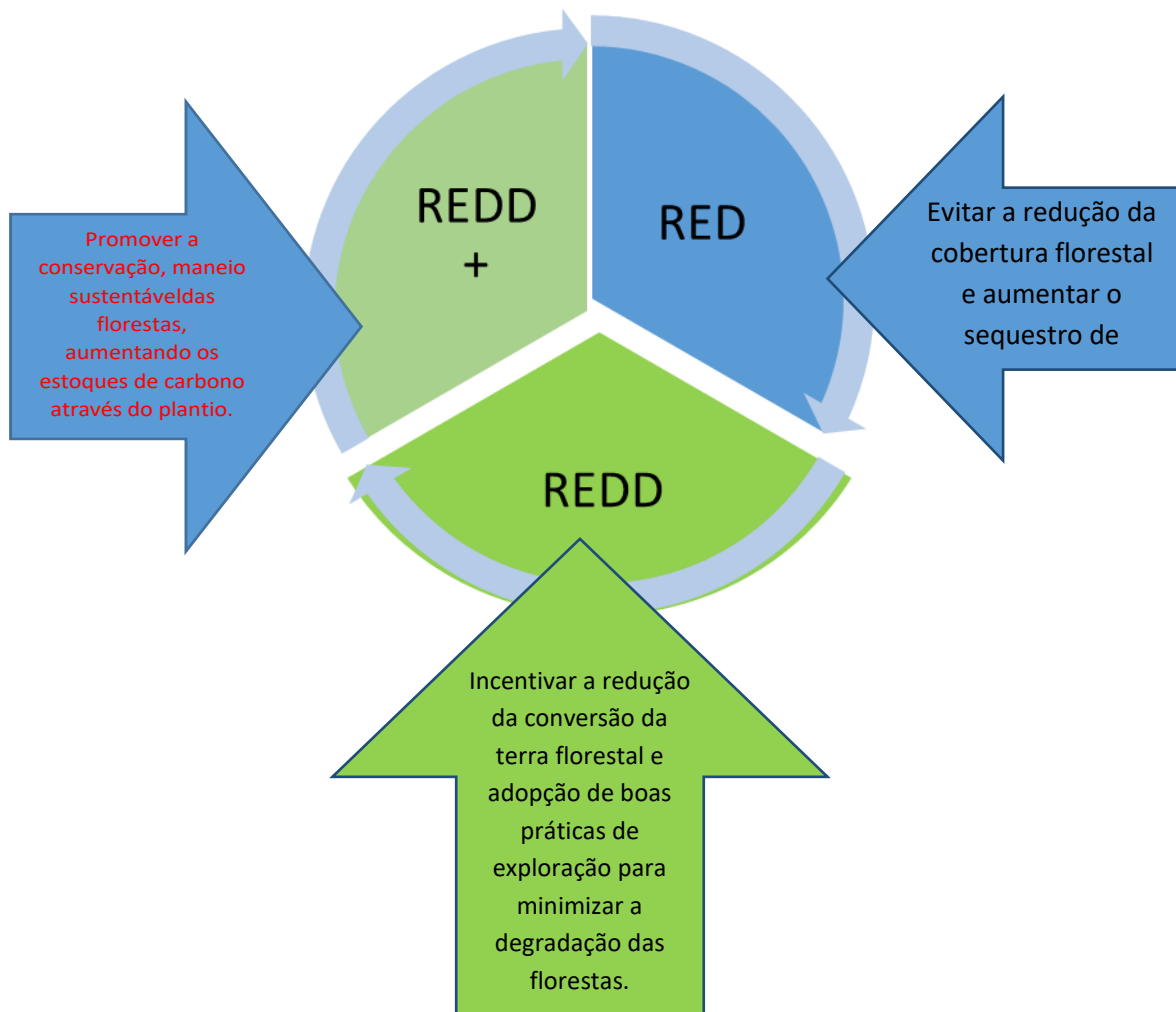 REDD
+
RED
Promover a
conservação, maneio
sustentáveldas
florestas,
aumentando os
estoques de carbono
através do plantio.
Evitar a redução da
cobertura florestal
e aumentar o
sequestro de
REDD
Incentivar a redução
da conversão da
terra florestal e
adopção de boas
práticas de
exploração para
minimizar a
degradação das
florestas.